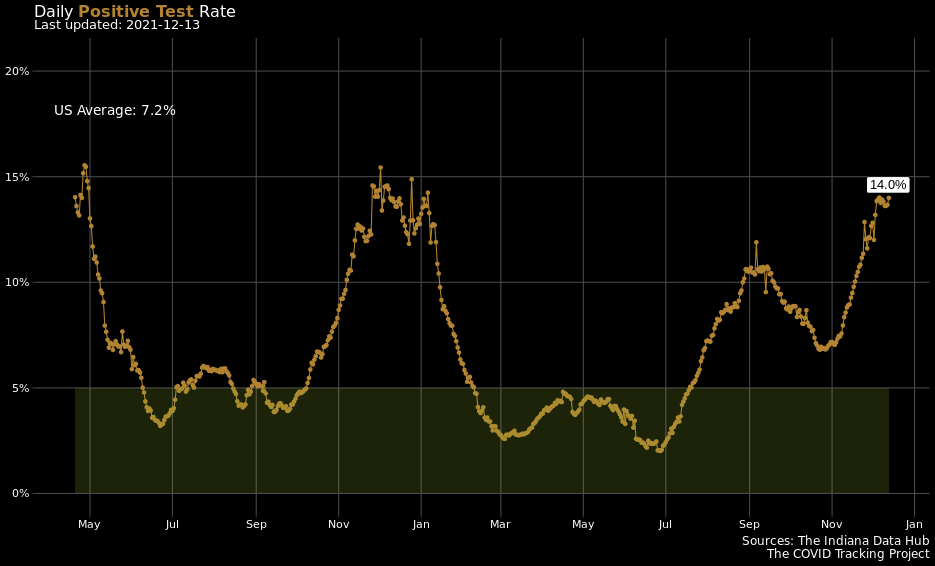 Daily Positive Test Rate
Last updated: 2021-12-13
20%
US Average: 7.2%
15%
14.0%
10%
5%
0%
May Jul Sep Nov Jan Mar May Jul Sep Nov Jan
Sources: The Indiana Data Hub
The COVID Tracking Project